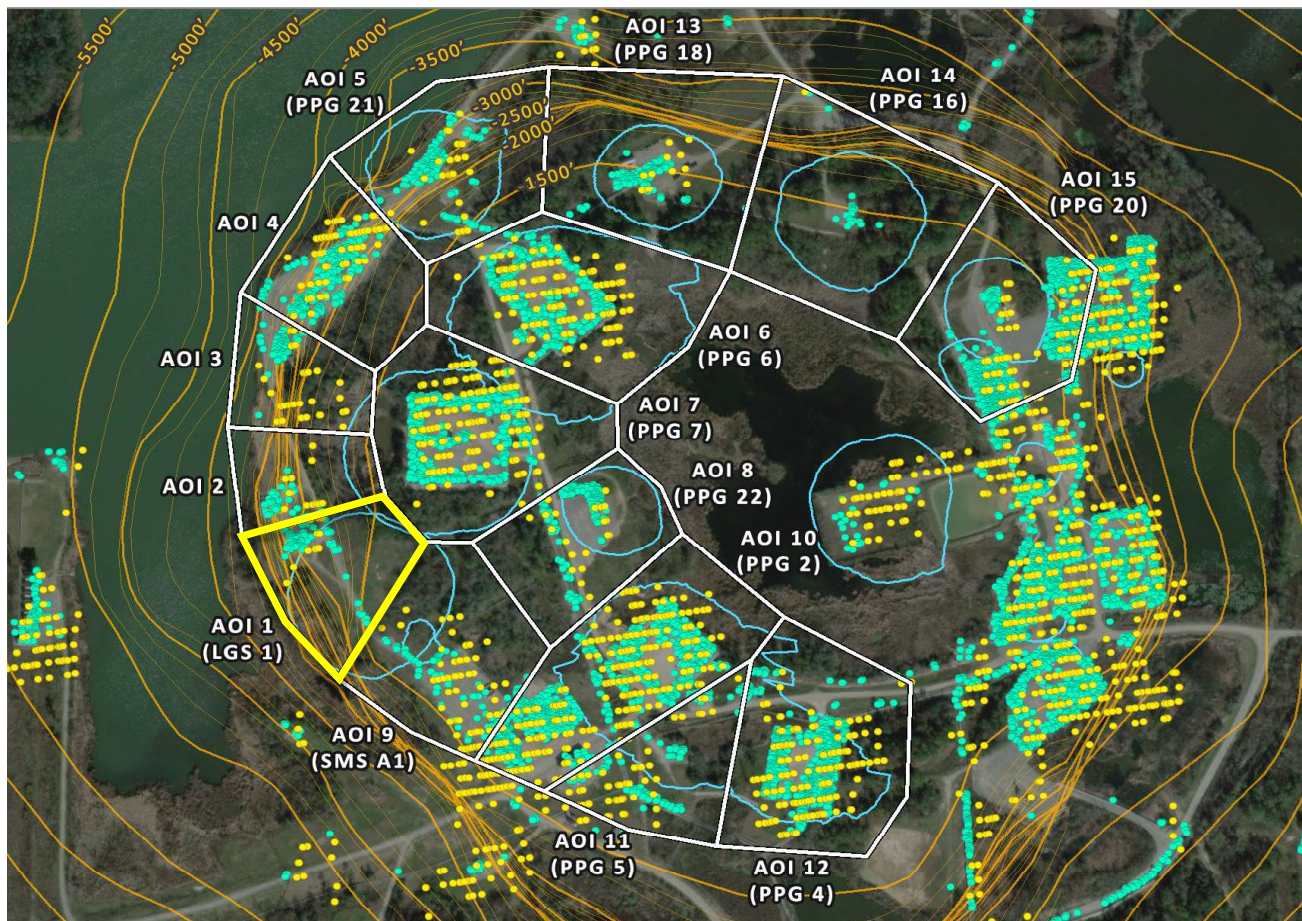 -5500'
-5000'
-4500'
-4000'
-3500'
-3000'
-2500'
-2000'
-1500'
AOI 13
(PPG 18)
AOI 14
(PPG 16)
AOI 5
(PPG 21)
AOI 15
(PPG 20)
AOI 4
AOI 3
AOI 6
(PPG 6)
AOI 7
(PPG 7)
AOI 2
AOI 8
(PPG 22)
AOI 10
(PPG 2)
AOI 1
(LGS 1)
AOI 9
(SMS A1)
AOI 11
(PPG 5)
AOI 12
(PPG 4)